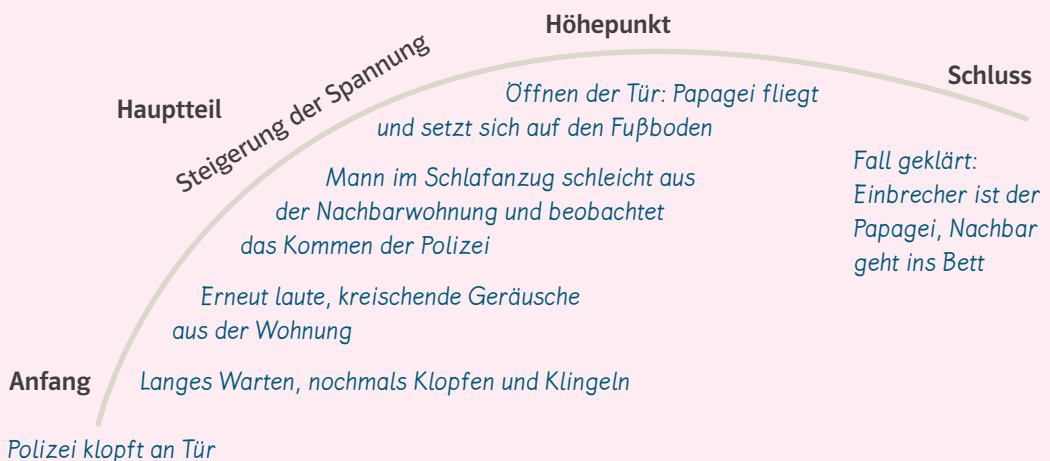 Höhepunkt
Schluss
Hauptteil
Steigerung der Spannung
Öffnen der Tür: Papagei fliegt
und setzt sich auf den Fußboden
Mann im Schlafanzug schleicht aus
der Nachbarwohnung und beobachtet
das Kommen der Polizei
Fall geklärt:
Einbrecher ist der
Papagei, Nachbar
geht ins Bett
Erneut laute, kreischende Geräusche
aus der Wohnung
Anfang
Langes Warten, nochmals Klopfen und Klingeln
Polizei klopft an Tür